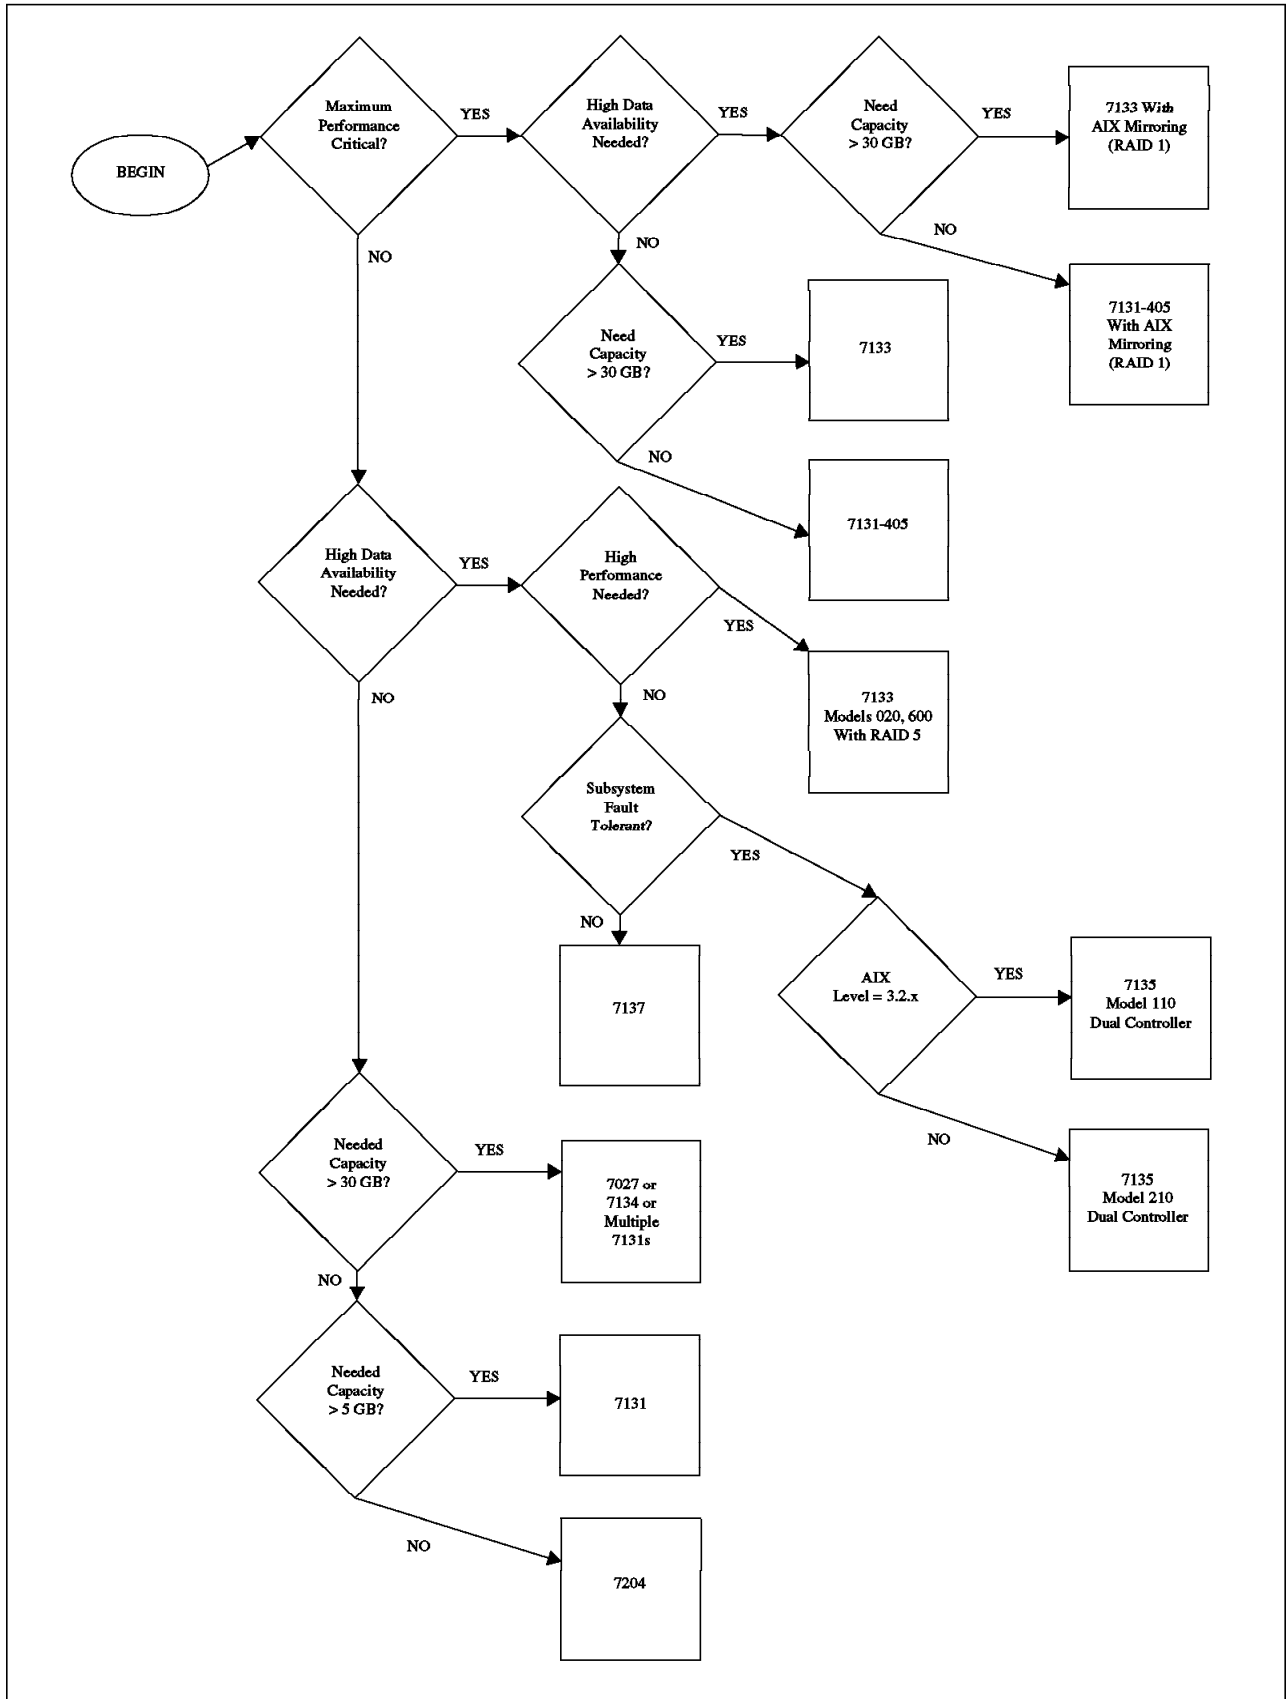 Maximum
Performance
Critical?
YES
High Data
Availability
Needed?
YES
Need
Capacity
> 30 GB?
YES
7133 With
AIX Mirroring
(RAID 1)
BEGIN
NO
NO
NO
7131-405
With AIX
Mirroring
(RAID 1)
Need
Capacity
> 30 GB?
YES
7133
NO
7131-405
High Data
Availability
Needed?
YES
High
Performance
Needed?
YES
NO
NO
7133
Models 020, 600
With RAID 5
Subsystem
Fault
Tolerant?
YES
NO
7137
AIX
Level = 3.2.x
YES
7135
Model 110
Dual Controller
NO
7135
Model 210
Dual Controller
Needed
Capacity
> 30 GB?
YES
7027 or
7134 or
Multiple
7131s
NO
Needed
Capacity
> 5 GB?
YES
7131
NO
7204